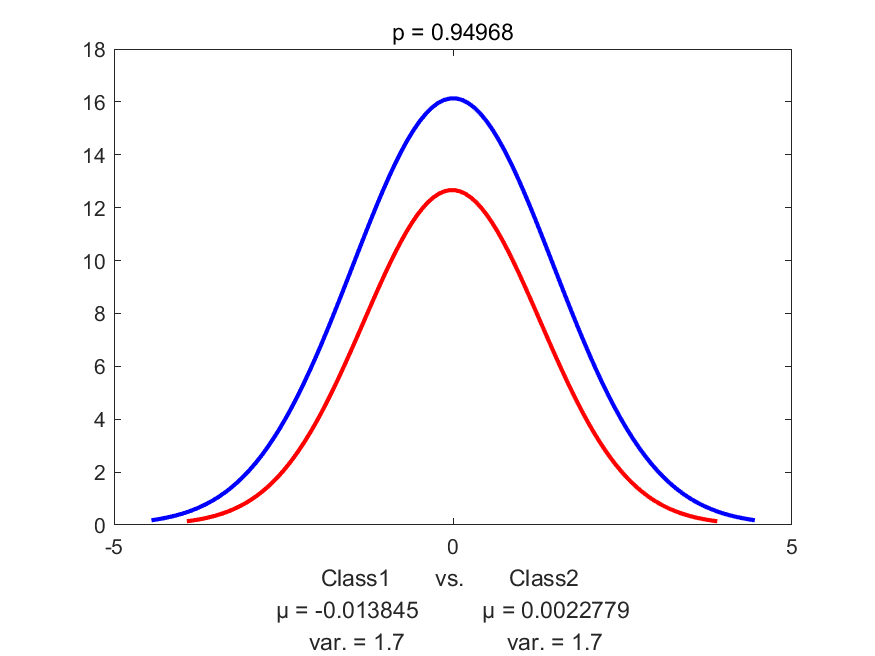 p = 0.94968
18
16
14
12
10
8
6
4
2
0
-5 0 5
Class1 vs. Class2
μ = -0.013845 μ = 0.0022779
var. = 1.7 var. = 1.7